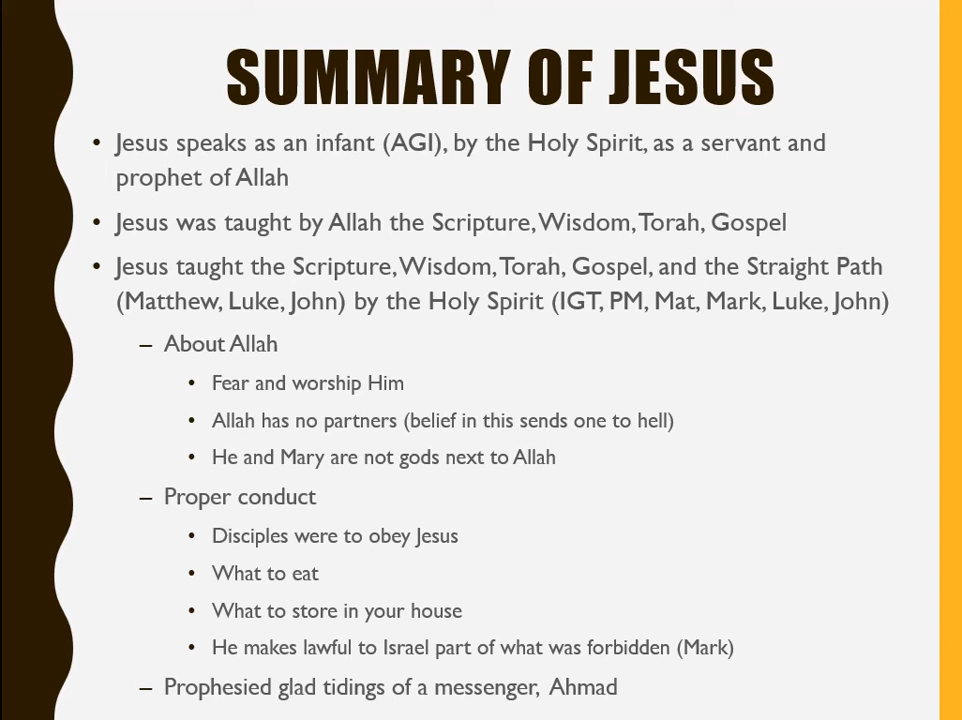 SUMMARY OF JESUS
• Jesus speaks as an infant (AGI), by the Holy Spirit, as a servant and
prophet of Allah
• Jesus was taught by Allah the Scripture, Wisdom, Torah, Gospel
• Jesus taught the Scripture, Wisdom, Torah, Gospel, and the Straight Path
(Matthew, Luke, John) by the Holy Spirit (IGT, PM, Mat, Mark, Luke, John)
– About Allah
• Fear and worship Him
• Allah has no partners (belief in this sends one to hell)
• He and Mary are not gods next to Allah
– Proper conduct
• Disciples were to obey Jesus
• What to eat
• What to store in your house
• He makes lawful to Israel part of what was forbidden (Mark)
– Prophesied glad tidings of a messenger, Ahmad